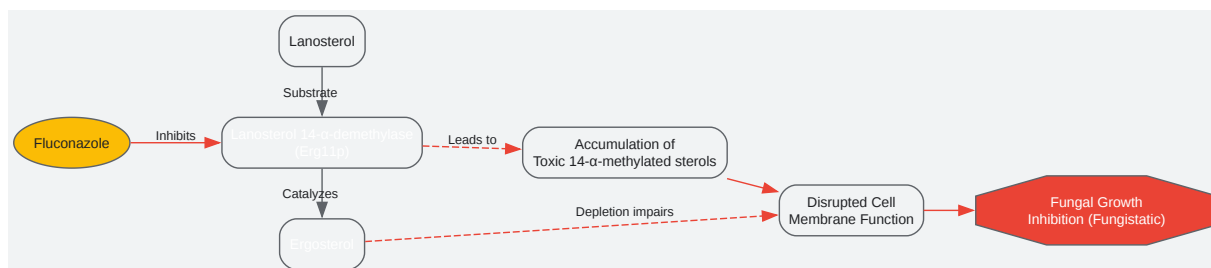 Lanosterol
Substrate
Fluconazole
Inhibits
Lanosterol 14-α-demethylase
(Erg11p)
Leads to
Accumulation of
Toxic 14-α-methylated sterols
Catalyzes
Ergosterol
Depletion impairs
Disrupted Cell
Membrane Function
Fungal Growth
Inhibition (Fungistatic)